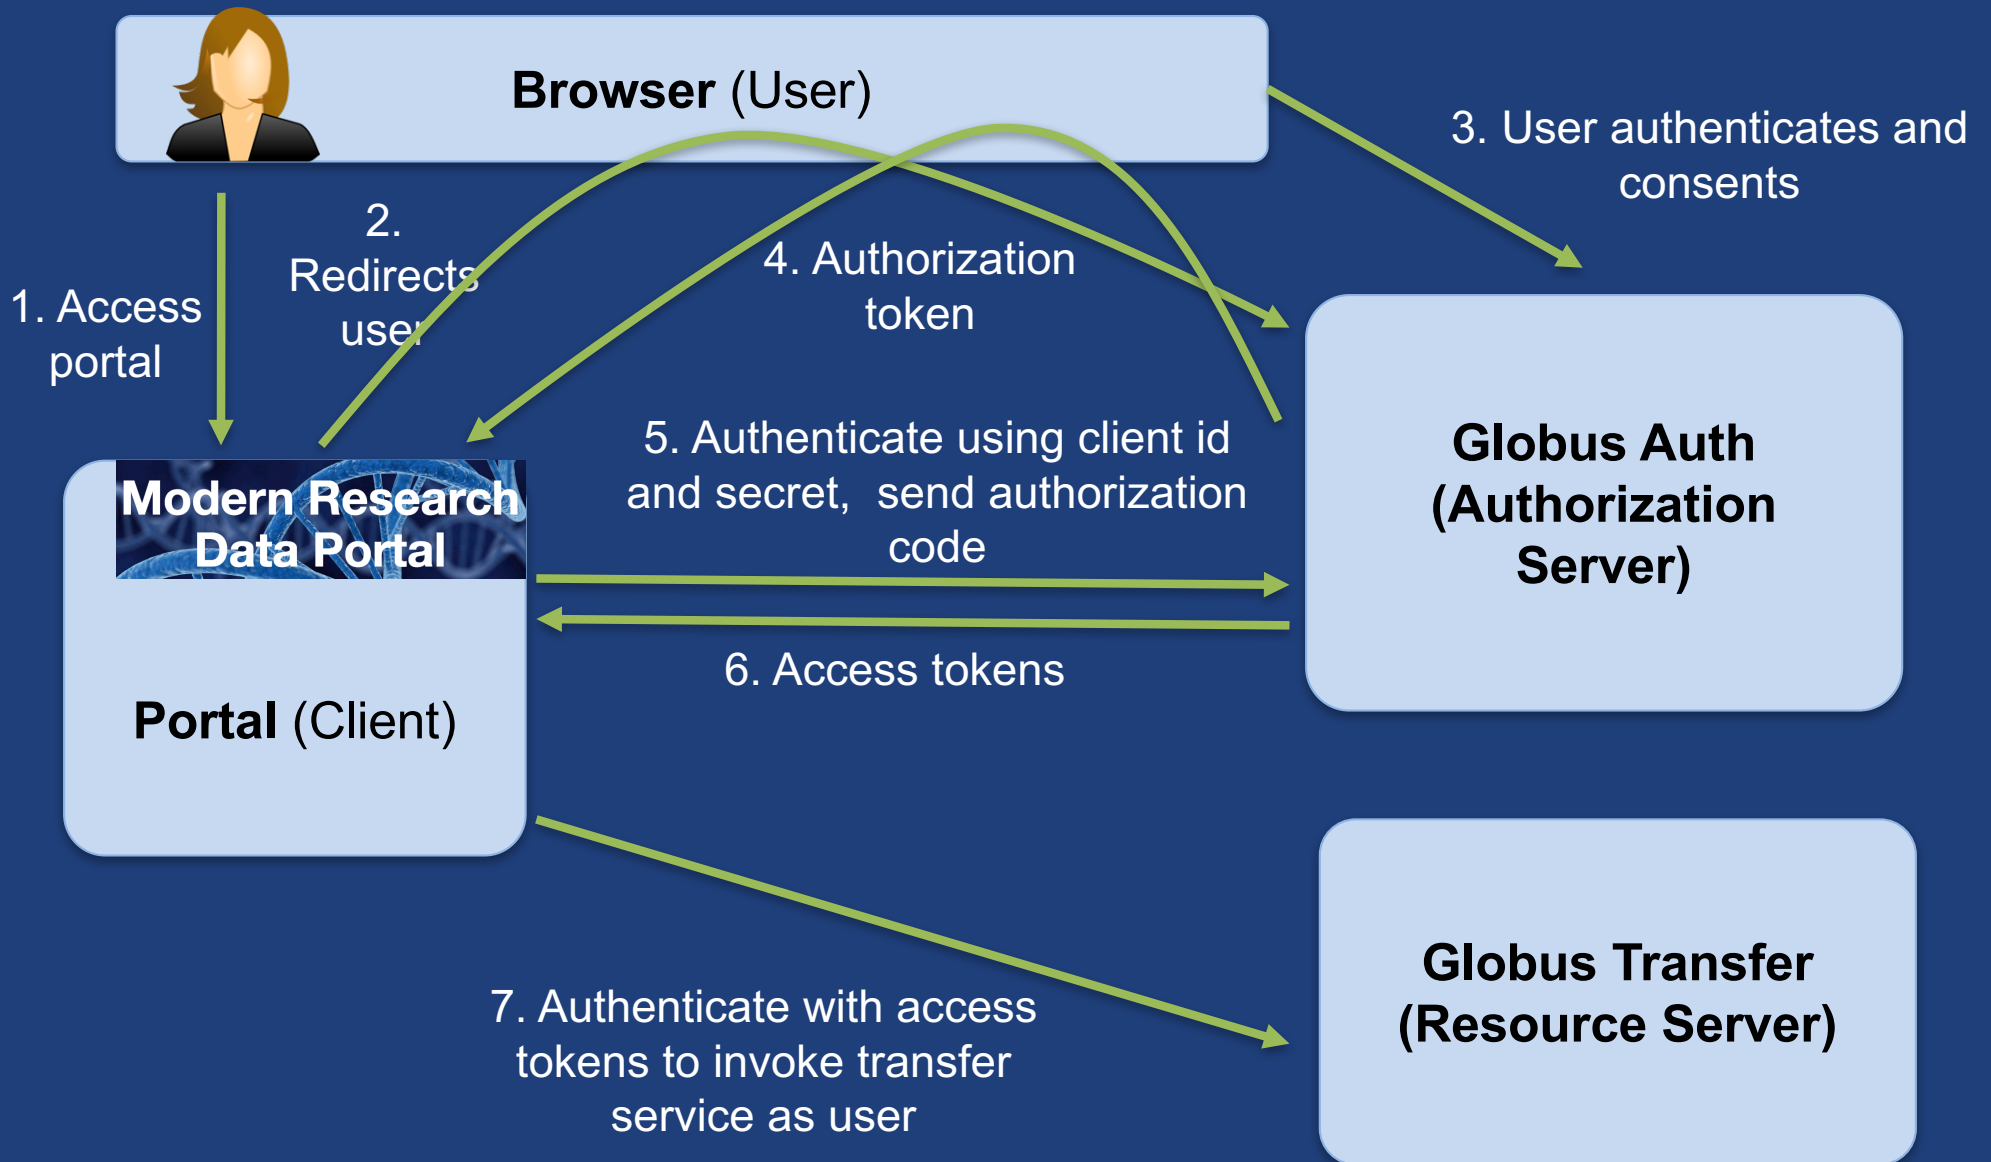 Browser (User)
3. User authenticates and
consents
2.
Redirects
user
4. Authorization
token
1. Access
portal
5. Authenticate using client id
and secret,  send authorization
code
Globus Auth
(Authorization
Server)
Modern Research
Data Portal
6. Access tokens
Portal (Client)
7. Authenticate with access
tokens to invoke transfer
service as user
Globus Transfer
(Resource Server)